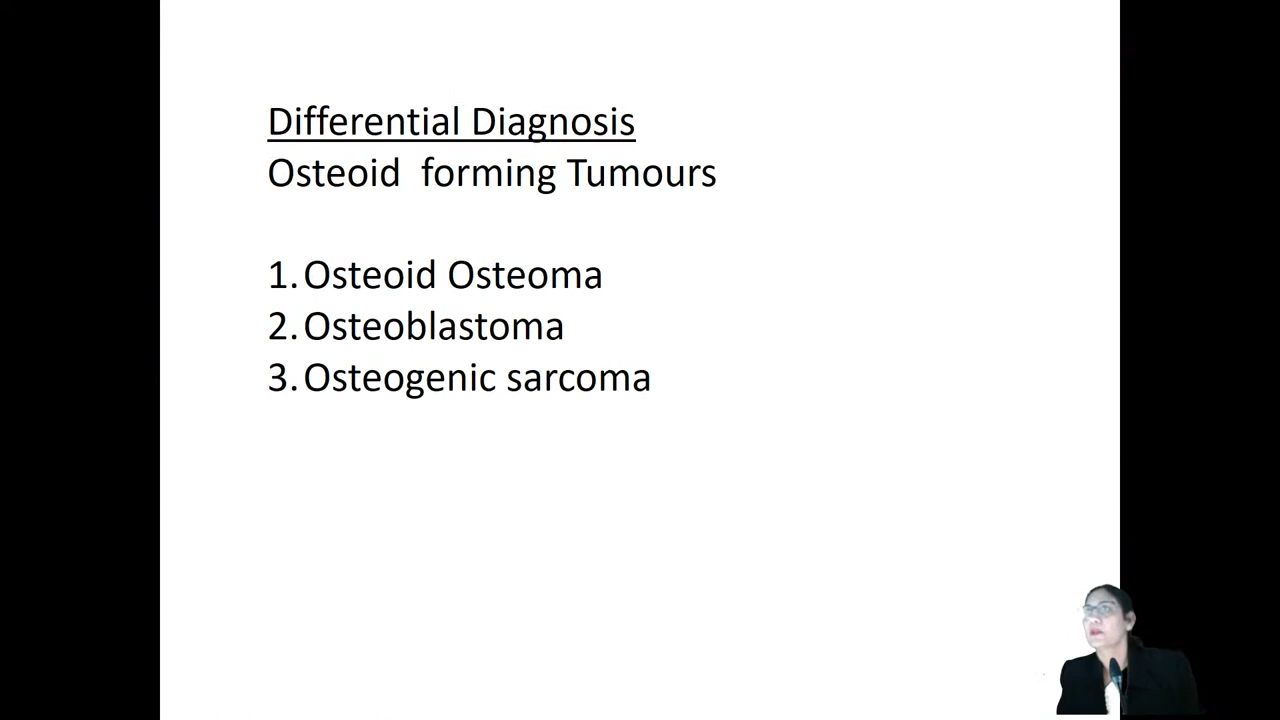 Differential Diagnosis
Osteoid forming Tumours
1. Osteoid Osteoma
2. Osteoblastoma
3. Osteogenic sarcoma